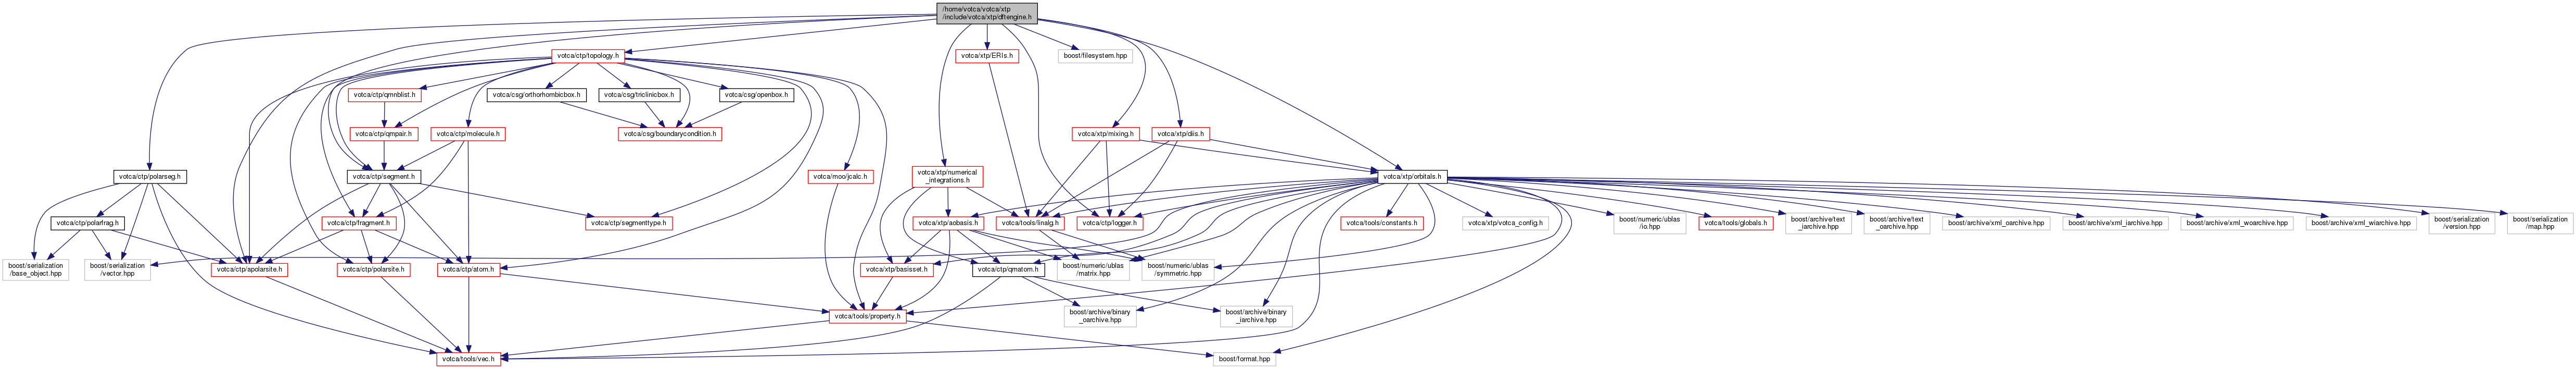 /home/votca/votca/xtp
/include/votca/xtp/dftengine.h
votca/ctp/topology.h
votca/xtp/ERIs.h
boost/filesystem.hpp
votca/ctp/qmnblist.h
votca/csg/orthorhombicbox.h
votca/csg/triclinicbox.h
votca/csg/openbox.h
votca/ctp/qmpair.h
votca/ctp/molecule.h
votca/csg/boundarycondition.h
votca/xtp/mixing.h
votca/xtp/diis.h
votca/ctp/polarseg.h
votca/ctp/segment.h
votca/moo/jcalc.h
votca/xtp/numerical
_integrations.h
votca/xtp/orbitals.h
votca/ctp/polarfrag.h
votca/ctp/fragment.h
votca/ctp/segmenttype.h
votca/xtp/aobasis.h
votca/tools/linalg.h
votca/ctp/logger.h
votca/tools/constants.h
votca/xtp/votca_config.h
boost/numeric/ublas
/io.hpp
votca/tools/globals.h
boost/archive/text
_iarchive.hpp
boost/archive/text
_oarchive.hpp
boost/archive/xml_oarchive.hpp
boost/archive/xml_iarchive.hpp
boost/archive/xml_woarchive.hpp
boost/archive/xml_wiarchive.hpp
boost/serialization
/version.hpp
boost/serialization
/map.hpp
boost/serialization
/base_object.hpp
boost/serialization
/vector.hpp
votca/ctp/apolarsite.h
votca/ctp/polarsite.h
votca/ctp/atom.h
votca/xtp/basisset.h
votca/ctp/qmatom.h
boost/numeric/ublas
/matrix.hpp
boost/numeric/ublas
/symmetric.hpp
votca/tools/property.h
boost/archive/binary
_oarchive.hpp
boost/archive/binary
_iarchive.hpp
votca/tools/vec.h
boost/format.hpp